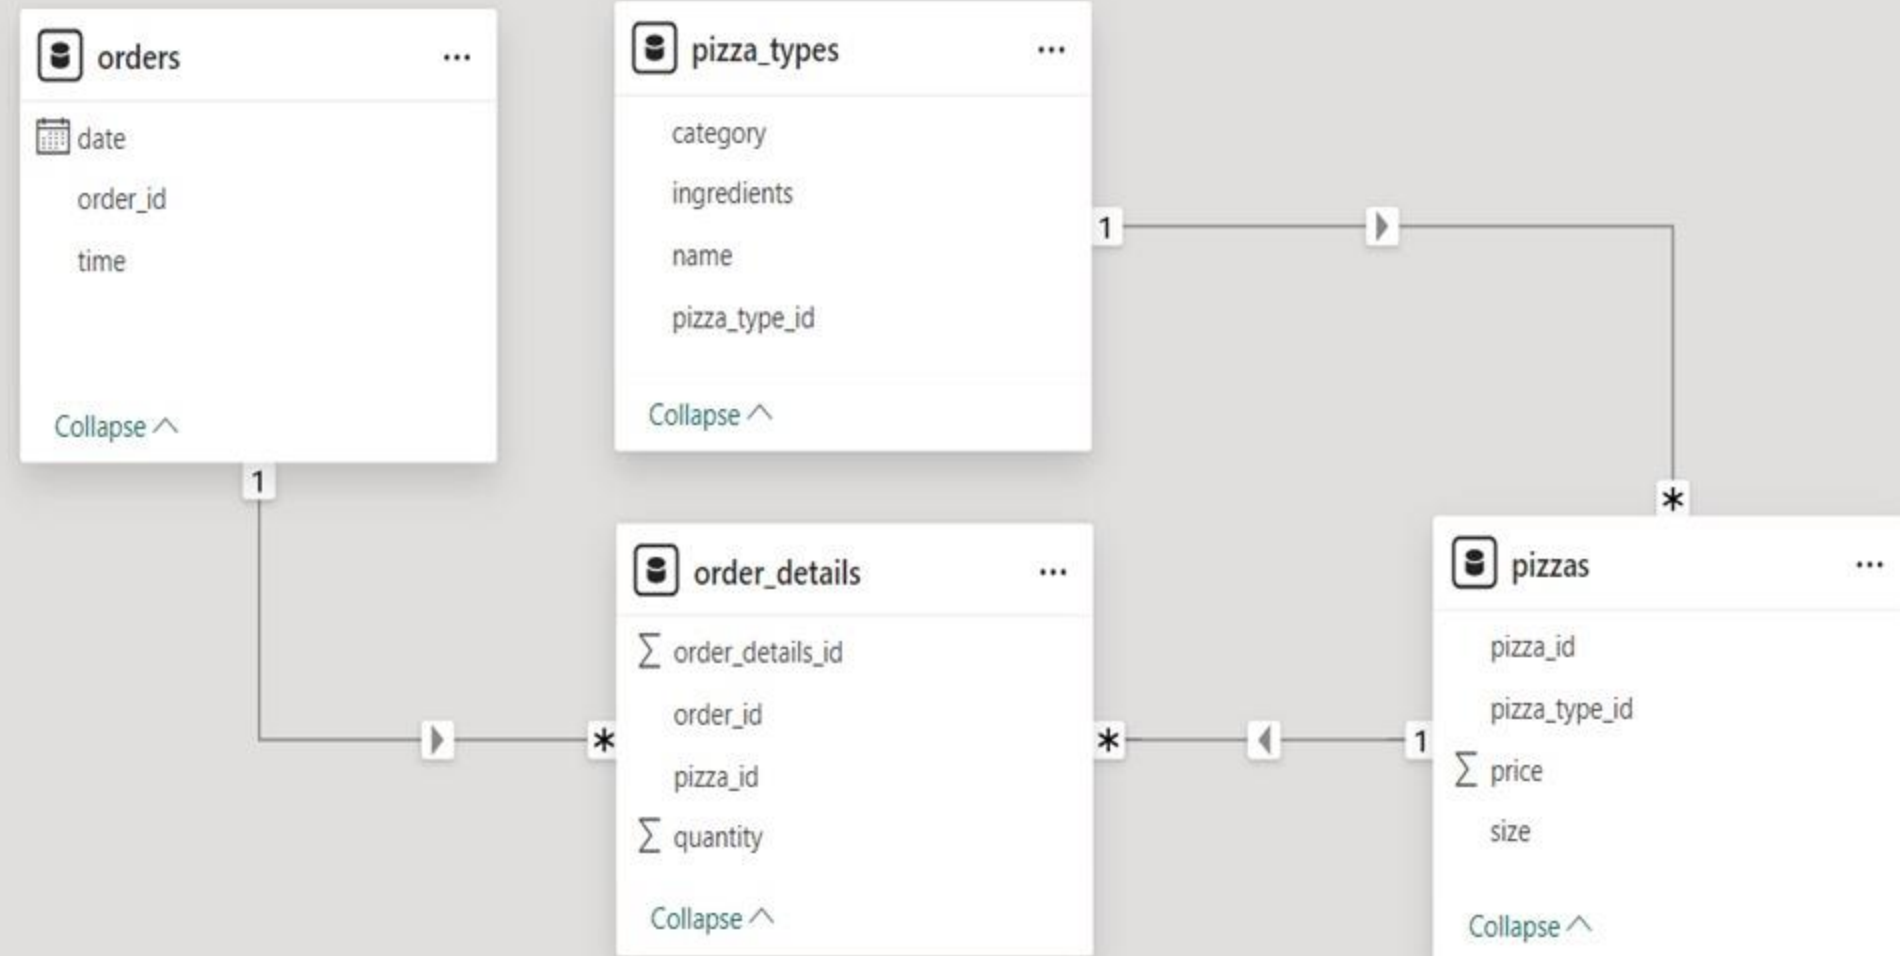 orders
date
order_id
time
Collapse
1
pizza_types
category
ingredients
name
pizza_type_id
Collapse
1
*
order_details
order_details_id
order_id
pizza_id
quantity
Collapse
*
*
1
pizzas
pizza_id
pizza_type_id
price
size
Collapse